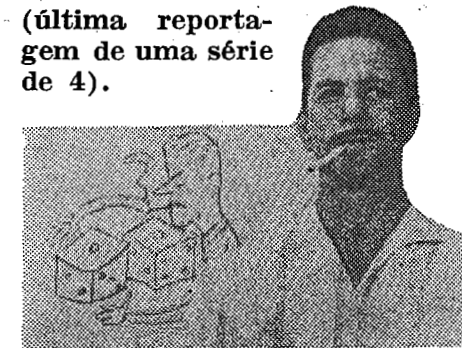 (última reporta-
gem de uma série
de 4).